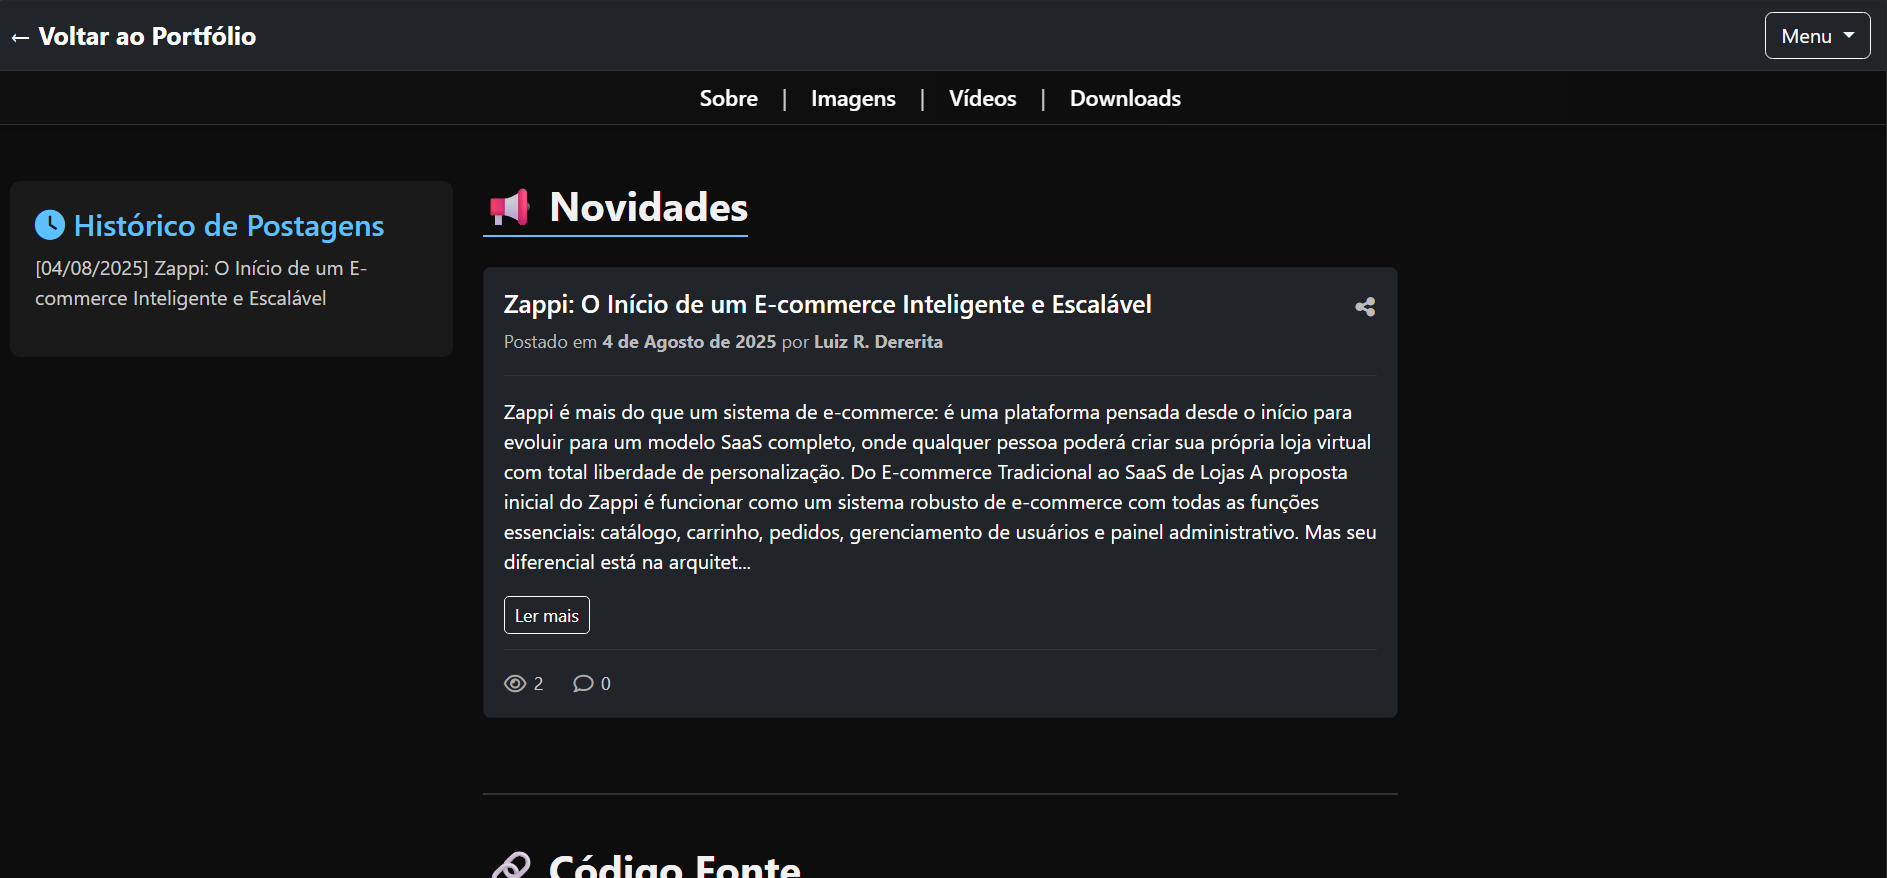 ← Voltar ao Portfólio
Menu
Sobre | Imagens | Vídeos | Downloads
Histórico de Postagens
[04/08/2025] Zappi: O Início de um E-
commerce Inteligente e Escalável
Novidades
Zappi: O Início de um E-commerce Inteligente e Escalável
Postado em 4 de Agosto de 2025 por Luiz R. Dererita
Zappi é mais do que um sistema de e-commerce: é uma plataforma pensada desde o início para
evoluir para um modelo SaaS completo, onde qualquer pessoa poderá criar sua própria loja virtual
com total liberdade de personalização. Do E-commerce Tradicional ao SaaS de Lojas A proposta
inicial do Zappi é funcionar como um sistema robusto de e-commerce com todas as funções
essenciais: catálogo, carrinho, pedidos, gerenciamento de usuários e painel administrativo. Mas seu
diferencial está na arquitet...
Ler mais
2 0
Código Fonte